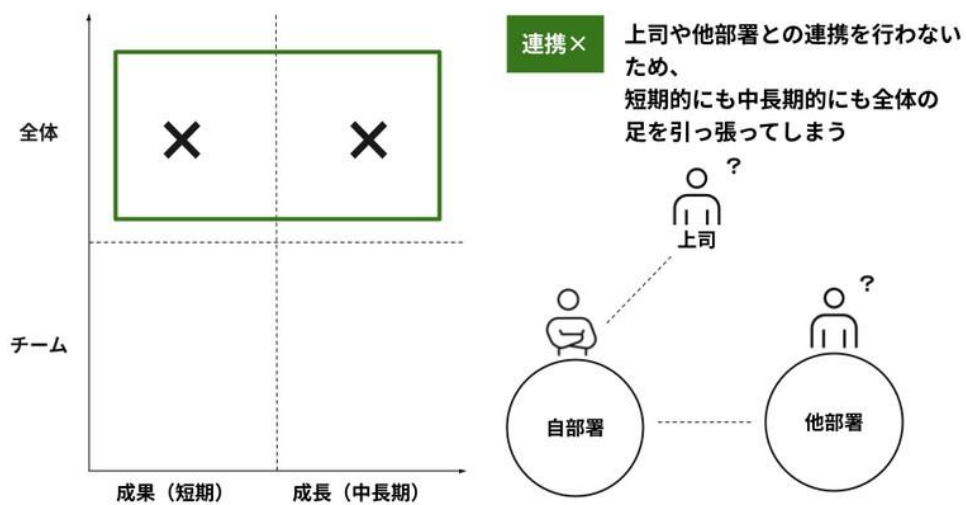 連携×
上司や他部署との連携を行わない
ため、
短期的にも中長期的にも全体の
足を引っ張ってしまう
全体
チーム
成果（短期）
成長（中長期）
?
上司
?
自部署
他部署